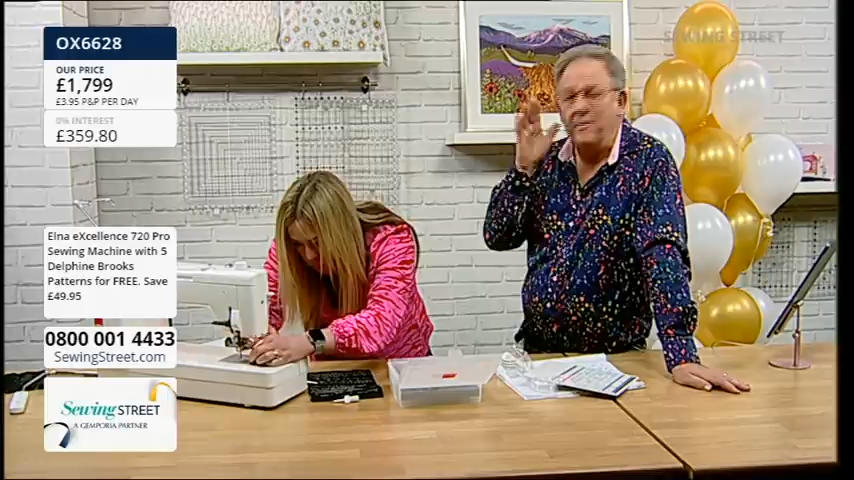 OX6628
OUR PRICE
£1,799
£3.95 P&P PER DAY
0% INTEREST
£359.80
Elna eXcellence 720 Pro
Sewing Machine with 5
Delphine Brooks
Patterns for FREE. Save
£49.95
0800 001 4433
SewingStreet.com
Sewing STREET
A GEMPORIA PARTNER
SEWING STREET